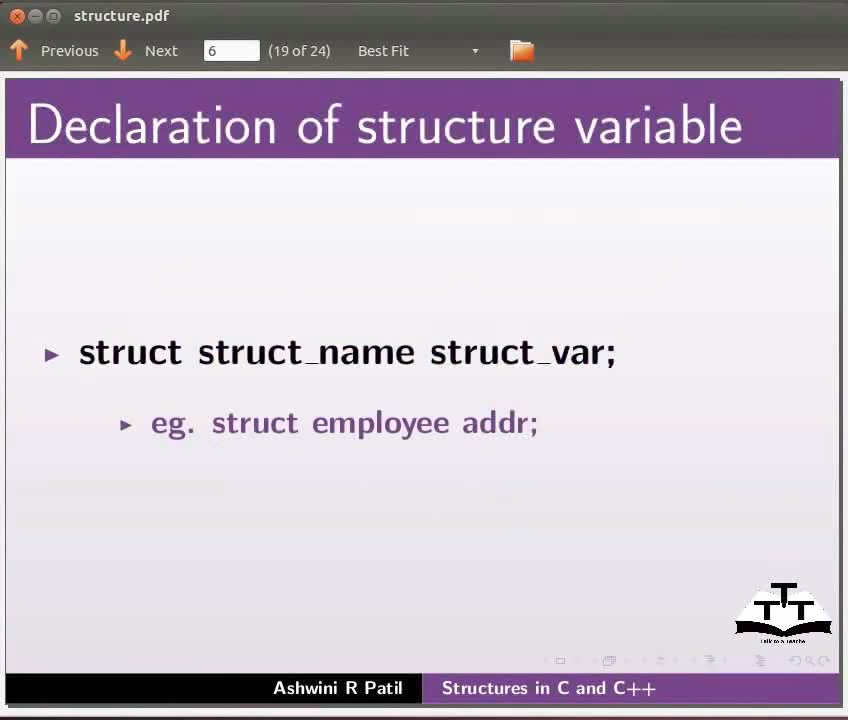 structure.pdf
Previous Next 6 (19 of 24) Best Fit
Declaration of structure variable
struct struct_name struct_var;
eg. struct employee addr;
TTT
Ashwini R Patil Structures in C and C++